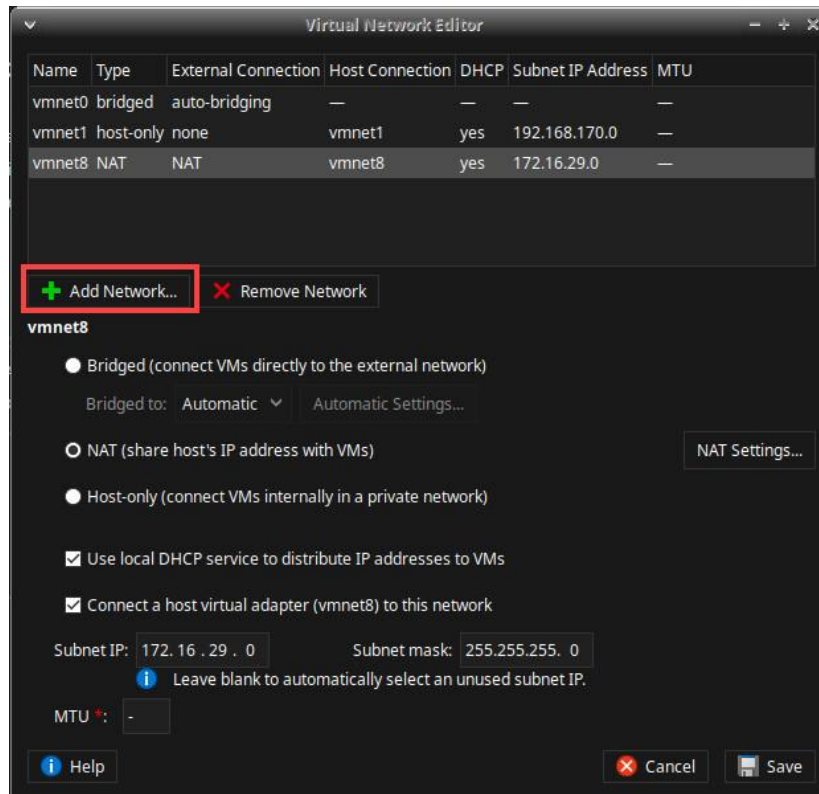 Virtual Network Editor
Name Type External Connection Host Connection DHCP Subnet IP Address MTU
vmnet0 bridged auto-bridging — — — —
vmnet1 host-only none vmnet1 yes 192.168.170.0 —
vmnet8 NAT NAT vmnet8 yes 172.16.29.0 —
Add Network... Remove Network
vmnet8
Bridged (connect VMs directly to the external network)
Bridged to: Automatic Automatic Settings...
NAT (share host's IP address with VMs) NAT Settings...
Host-only (connect VMs internally in a private network)
Use local DHCP service to distribute IP addresses to VMs
Connect a host virtual adapter (vmnet8) to this network
Subnet IP: 172. 16 . 29 . 0 Subnet mask: 255.255.255. 0
Leave blank to automatically select an unused subnet IP.
MTU *: -
Help Cancel Save